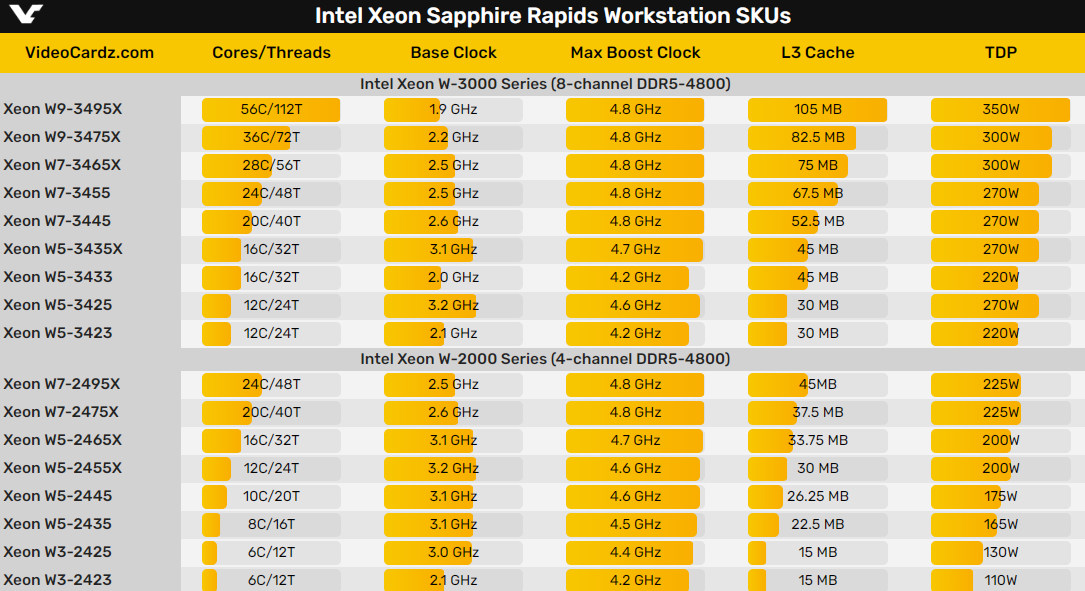 Intel Xeon Sapphire Rapids Workstation SKUs
VideoCardz.com Cores/Threads Base Clock Max Boost Clock L3 Cache TDP
Intel Xeon W-3000 Series (8-channel DDR5-4800)
Xeon W9-3495X 56C/112T 1.9 GHz 4.8 GHz 105 MB 350W
Xeon W9-3475X 36C/72T 2.2 GHz 4.8 GHz 82.5 MB 300W
Xeon W7-3465X 28C/56T 2.5 GHz 4.8 GHz 75 MB 300W
Xeon W7-3455 24C/48T 2.5 GHz 4.8 GHz 67.5 MB 270W
Xeon W7-3445 20C/40T 2.6 GHz 4.8 GHz 52.5 MB 270W
Xeon W5-3435X 16C/32T 3.1 GHz 4.7 GHz 45 MB 270W
Xeon W5-3433 16C/32T 2.0 GHz 4.2 GHz 45 MB 220W
Xeon W5-3425 12C/24T 3.2 GHz 4.6 GHz 30 MB 270W
Xeon W5-3423 12C/24T 2.1 GHz 4.2 GHz 30 MB 220W
Intel Xeon W-2000 Series (4-channel DDR5-4800)
Xeon W7-2495X 24C/48T 2.5 GHz 4.8 GHz 45MB 225W
Xeon W7-2475X 20C/40T 2.6 GHz 4.8 GHz 37.5 MB 225W
Xeon W5-2465X 16C/32T 3.1 GHz 4.7 GHz 33.75 MB 200W
Xeon W5-2455X 12C/24T 3.2 GHz 4.6 GHz 30 MB 200W
Xeon W5-2445 10C/20T 3.1 GHz 4.6 GHz 26.25 MB 175W
Xeon W5-2435 8C/16T 3.1 GHz 4.5 GHz 22.5 MB 165W
Xeon W3-2425 6C/12T 3.0 GHz 4.4 GHz 15 MB 130W
Xeon W3-2423 6C/12T 2.1 GHz 4.2 GHz 15 MB 110W